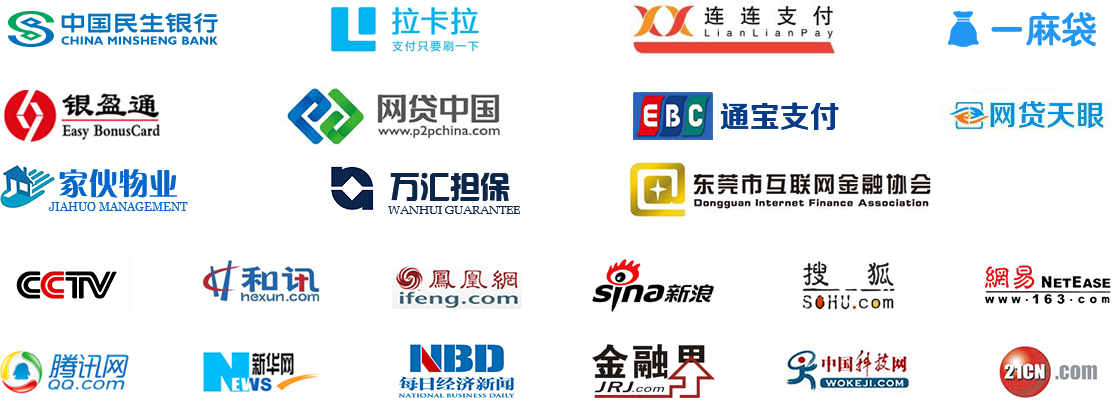 中国民生银行
CHINA MINSHENG BANK
拉卡拉
支付只要刷一下
连连支付
LianLianPay
一麻袋
银盈通
Easy BonusCard
网贷中国
www.p2pchina.com
EBC
通宝支付
网贷天眼
家伙物业
JIAHUO MANAGEMENT
万汇担保
WANHUI GUARANTEE
东莞市互联网金融协会
Dongguan Internet Finance Association
CCTV
和讯
hexun.com
鳳凰網
ifeng.com
sina新浪
搜狐
SOHU.com
網易 NETEASE
www.163.com
腾讯网
QQ.com
新华网
NEWS
NBD
每日经济新闻
NATIONAL BUSINESS DAILY
金融界
JRJ.com
中国科技网
WOKEJI.COM
21CN.com